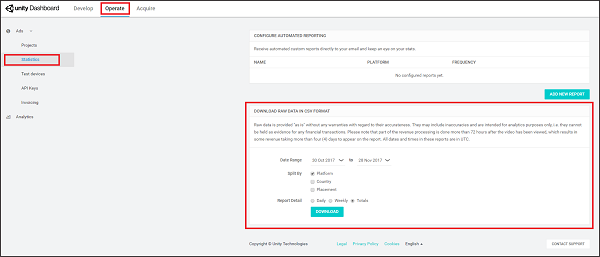 unity Dashboard Develop Operate Acquire
Ads
Projects
Statistics
Test devices
API Keys
Invoicing
Analytics
CONFIGURE AUTOMATED REPORTING
Receive automated custom reports directly to your email and keep an eye on your stats.
NAME PLATFORM FREQUENCY
No configured reports yet.
ADD NEW REPORT
DOWNLOAD RAW DATA IN CSV FORMAT
Raw data is provided "as is" without any warranties with regard to their accurateness. They may include inaccuracies and are intended for analytics purposes only, i.e. they cannot
be held as evidence for any financial transactions. Please note that part of the revenue processing is done more than 72 hours after the video has been viewed, which results in
some revenue taking more than four (4) days to appear on the report. All dates and times in these reports are in UTC.
Date Range 20 Oct 2017 to 28 Nov 2017
Split By Platform
Country
Placement
Report Detail Daily Weekly Totals
DOWNLOAD
Copyright © Unity Technologies Legal Privacy Policy Cookies English CONTACT SUPPORT